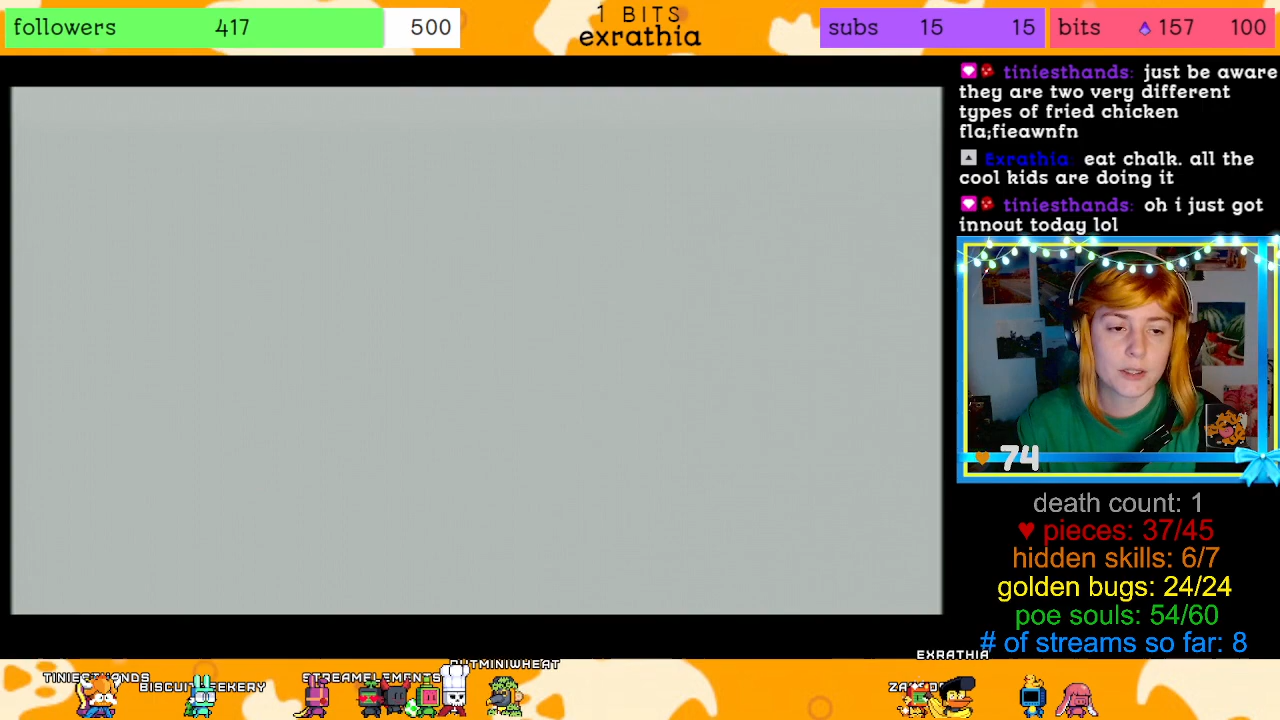 followers 417 500
1 BITS
exrathia
subs 15 15
bits 157 100
tiniesthands: just be aware
they are two very different
types of fried chicken
fla;fieawnfn
Exrathia: eat chalk. all the
cool kids are doing it
tiniesthands: oh i just got
innout today lol
74
death count: 1
♥ pieces: 37/45
hidden skills: 6/7
golden bugs: 24/24
poe souls: 54/60
# of streams so far: 8
EXRATHIA
STREAMELEMENTS